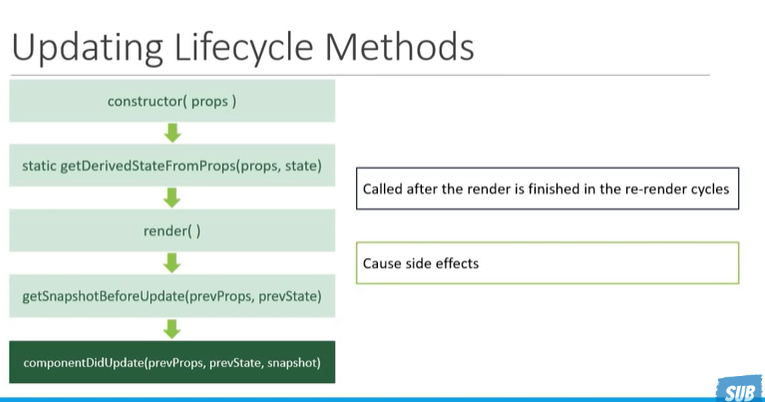 Updating Lifecycle Methods
constructor( props )
static getDerivedStateFromProps(props, state)
render( )
getSnapshotBeforeUpdate(prevProps, prevState)
componentDidUpdate(prevProps, prevState, snapshot)
Called after the render is finished in the re-render cycles
Cause side effects
SUB